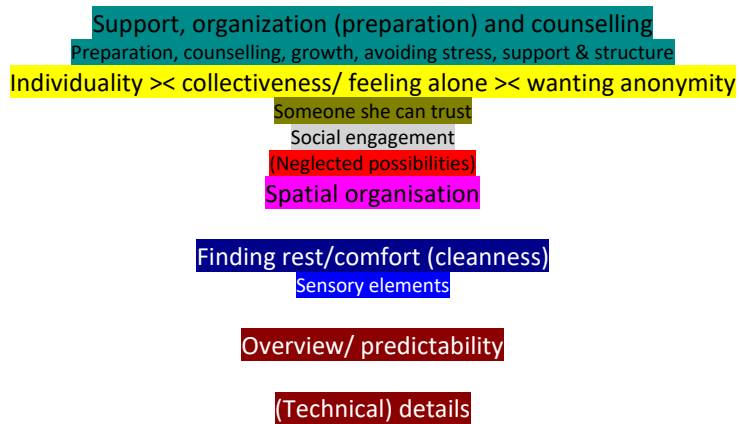 Support, organization (preparation) and counselling
Preparation, counselling, growth, avoiding stress, support & structure
Individuality >< collectiveness/ feeling alone >< wanting anonymity
Someone she can trust
Social engagement
(Neglected possibilities)
Spatial organisation
Finding rest/comfort (cleanness)
Sensory elements
Overview/ predictability
(Technical) details